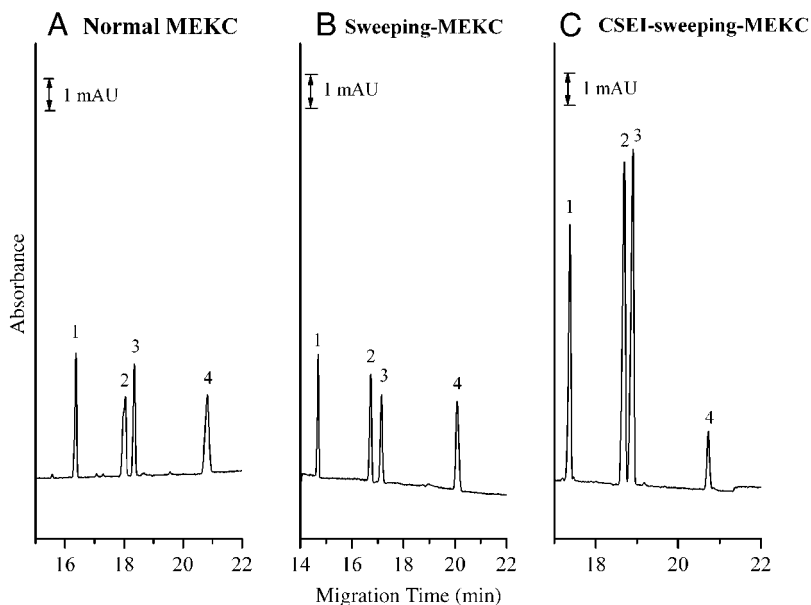 A Normal MEKC
B Sweeping-MEKC
C CSEI-sweeping-MEKC
1 mAU
1 mAU
1 mAU
Absorbance
1
2
3
4
1
2
3
4
1
2
3
4
16 18 20 22
14 16 18 20 22
18 20 22
Migration Time (min)